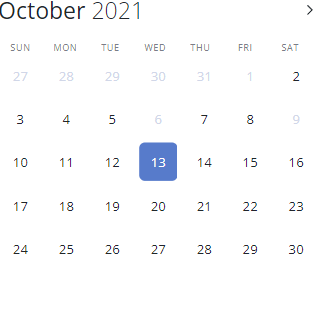 October 2021
SUN MON TUE WED THU FRI SAT
27 28 29 30 31 1 2
3 4 5 6 7 8 9
10 11 12 13 14 15 16
17 18 19 20 21 22 23
24 25 26 27 28 29 30